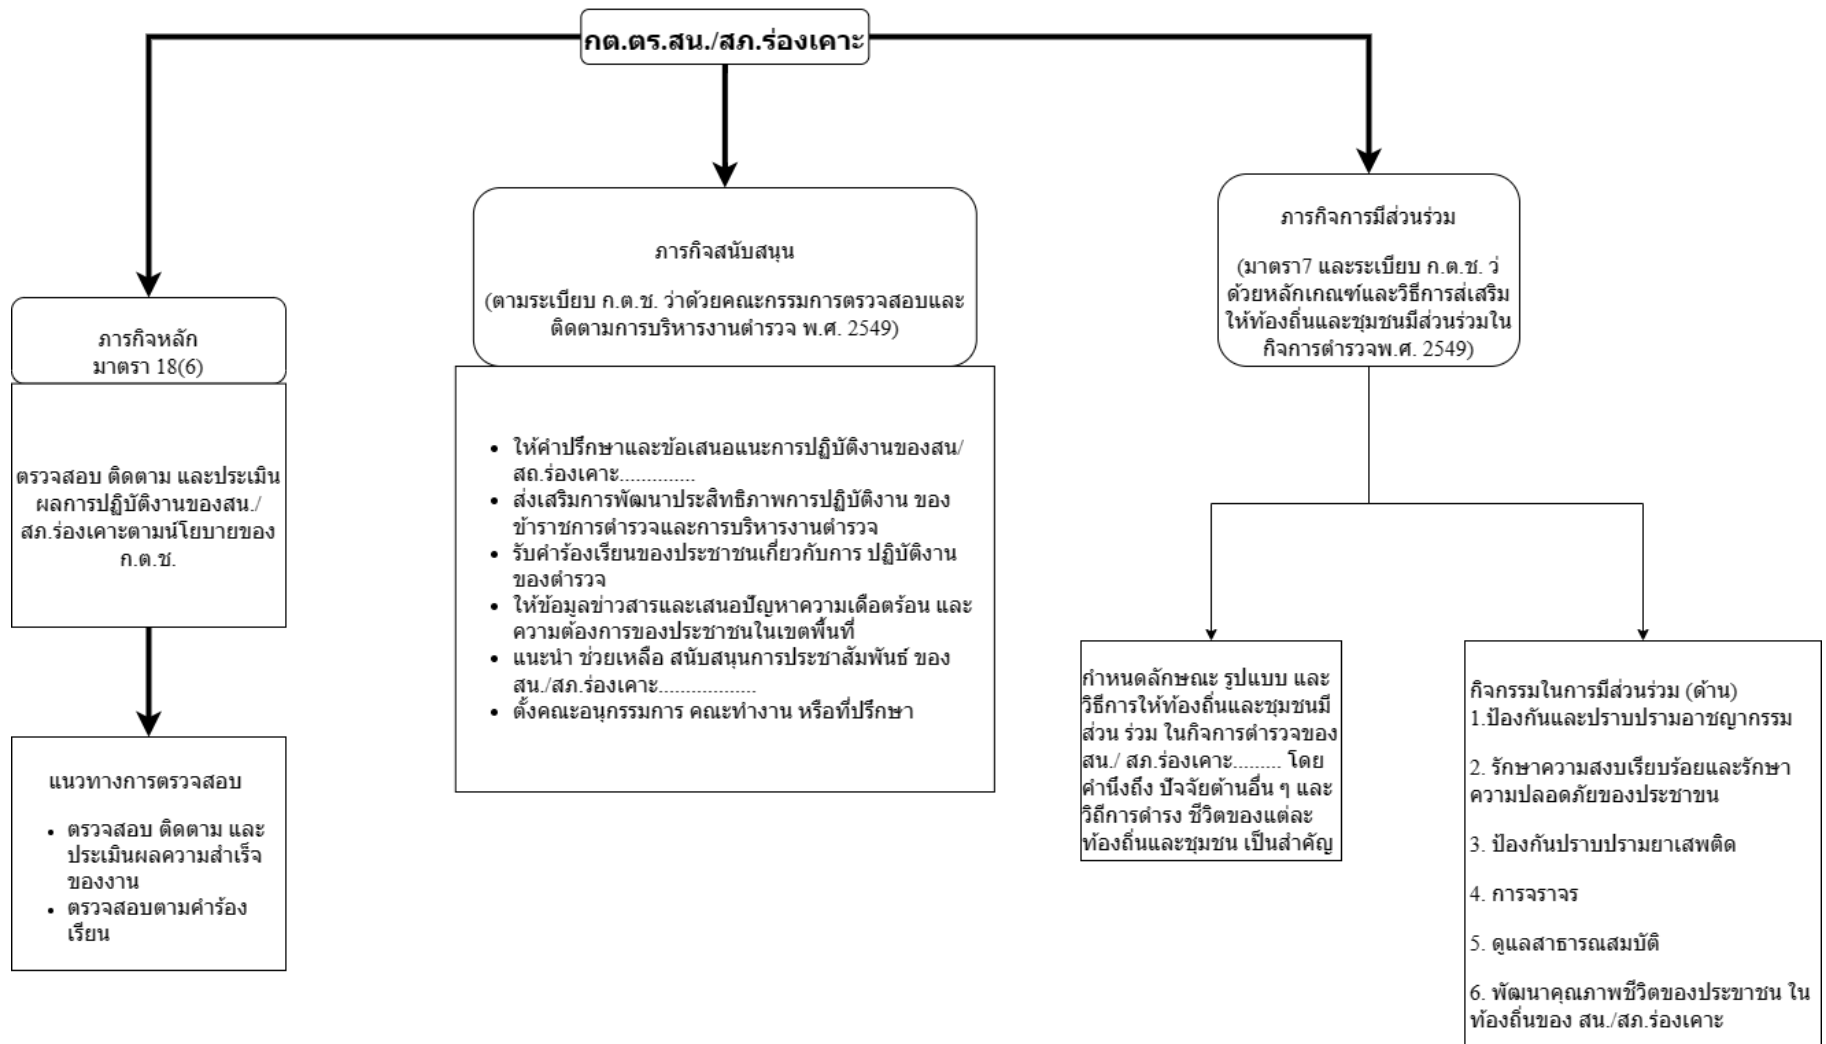 กต.ตร.สน./สภ.ร่องเคาะ
ภารกิจหลัก
มาตรา 18(6)
ตรวจสอบ ติดตาม และประเมิน
ผลการปฏิบัติงานของสน./
สภ.ร่องเคาะตามนโยบายของ
ก.ต.ช.
แนวทางการตรวจสอบ
• ตรวจสอบ ติดตาม และ
ประเมินผลความสำเร็จ
ของงาน
• ตรวจสอบตามคำร้อง
เรียน
ภารกิจสนับสนุน
(ตามระเบียบ ก.ต.ช. ว่าด้วยคณะกรรมการตรวจสอบและ
ติดตามการบริหารงานตำรวจ พ.ศ. 2549)
• ให้คำปรึกษาและข้อเสนอแนะการปฏิบัติงานของสน/
สถ.ร่องเคาะ..............
• ส่งเสริมการพัฒนาประสิทธิภาพการปฏิบัติงาน ของ
ข้าราชการตำรวจและการบริหารงานตำรวจ
• รับคำร้องเรียนของประชาชนเกี่ยวกับการ ปฏิบัติงาน
ของตำรวจ
• ให้ข้อมูลข่าวสารและเสนอปัญหาความเดือตร้อน และ
ความต้องการของประชาชนในเขตพื้นที่
• แนะนำ ช่วยเหลือ สนับสนุนการประชาสัมพันธ์ ของ
สน./สภ.ร่องเคาะ..................
• ตั้งคณะอนุกรรมการ คณะทำงาน หรือที่ปรึกษา
ภารกิจการมีส่วนร่วม
(มาตรา7 และระเบียบ ก.ต.ช. ว่
ด้วยหลักเกณฑ์และวิธีการส่เสริม
ให้ท้องถิ่นและชุมชนมีส่วนร่วมใน
กิจการตำรวจพ.ศ. 2549)
กำหนดลักษณะ รูปแบบ และ
วิธีการให้ท้องถิ่นและชุมชนมี
ส่วน ร่วม ในกิจการตำรวจของ
สน./ สภ.ร่องเคาะ......... โดย
คำนึงถึง ปัจจัยด้านอื่น ๆ และ
วิถีการดำรง ชีวิตของแต่ละ
ท้องถิ่นและชุมชน เป็นสำคัญ
กิจกรรมในการมีส่วนร่วม (ด้าน)
1.ป้องกันและปราบปรามอาชญากรรม
2. รักษาความสงบเรียบร้อยและรักษา
ความปลอดภัยของประชาขน
3. ป้องกันปราบปรามยาเสพติด
4. การจราจร
5. ดูแลสาธารณสมบัติ
6. พัฒนาคุณภาพชีวิตของประขาชน ใน
ท้องถิ่นของ สน./สภ.ร่องเคาะ